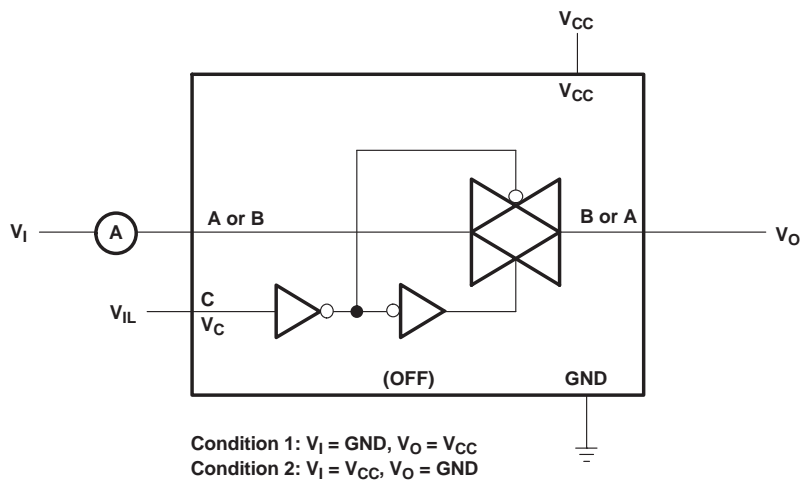 VCC
VCC
VI
A
A or B
B or A
VO
VIL
C
VC
(OFF)
GND
Condition 1: VI = GND, VO = VCC
Condition 2: VI = VCC, VO = GND